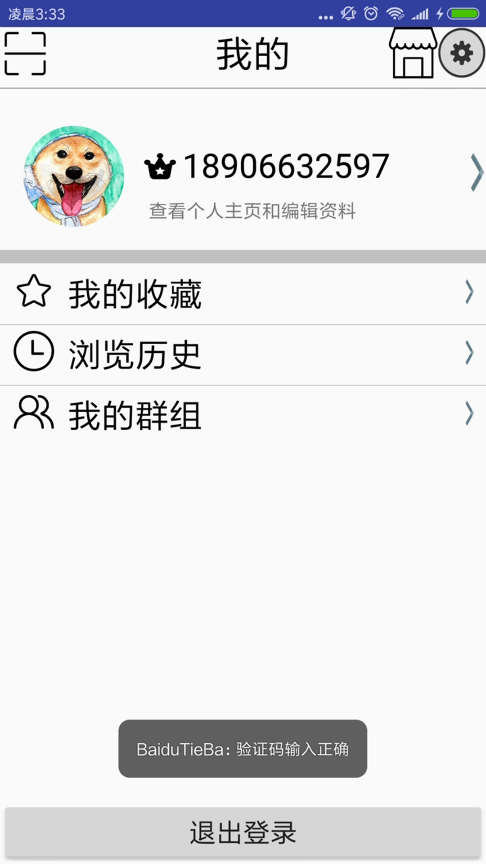 凌晨3:33
我的
18906632597
查看个人主页和编辑资料
我的收藏
浏览历史
我的群组
BaiduTieBa: 验证码输入正确
退出登录